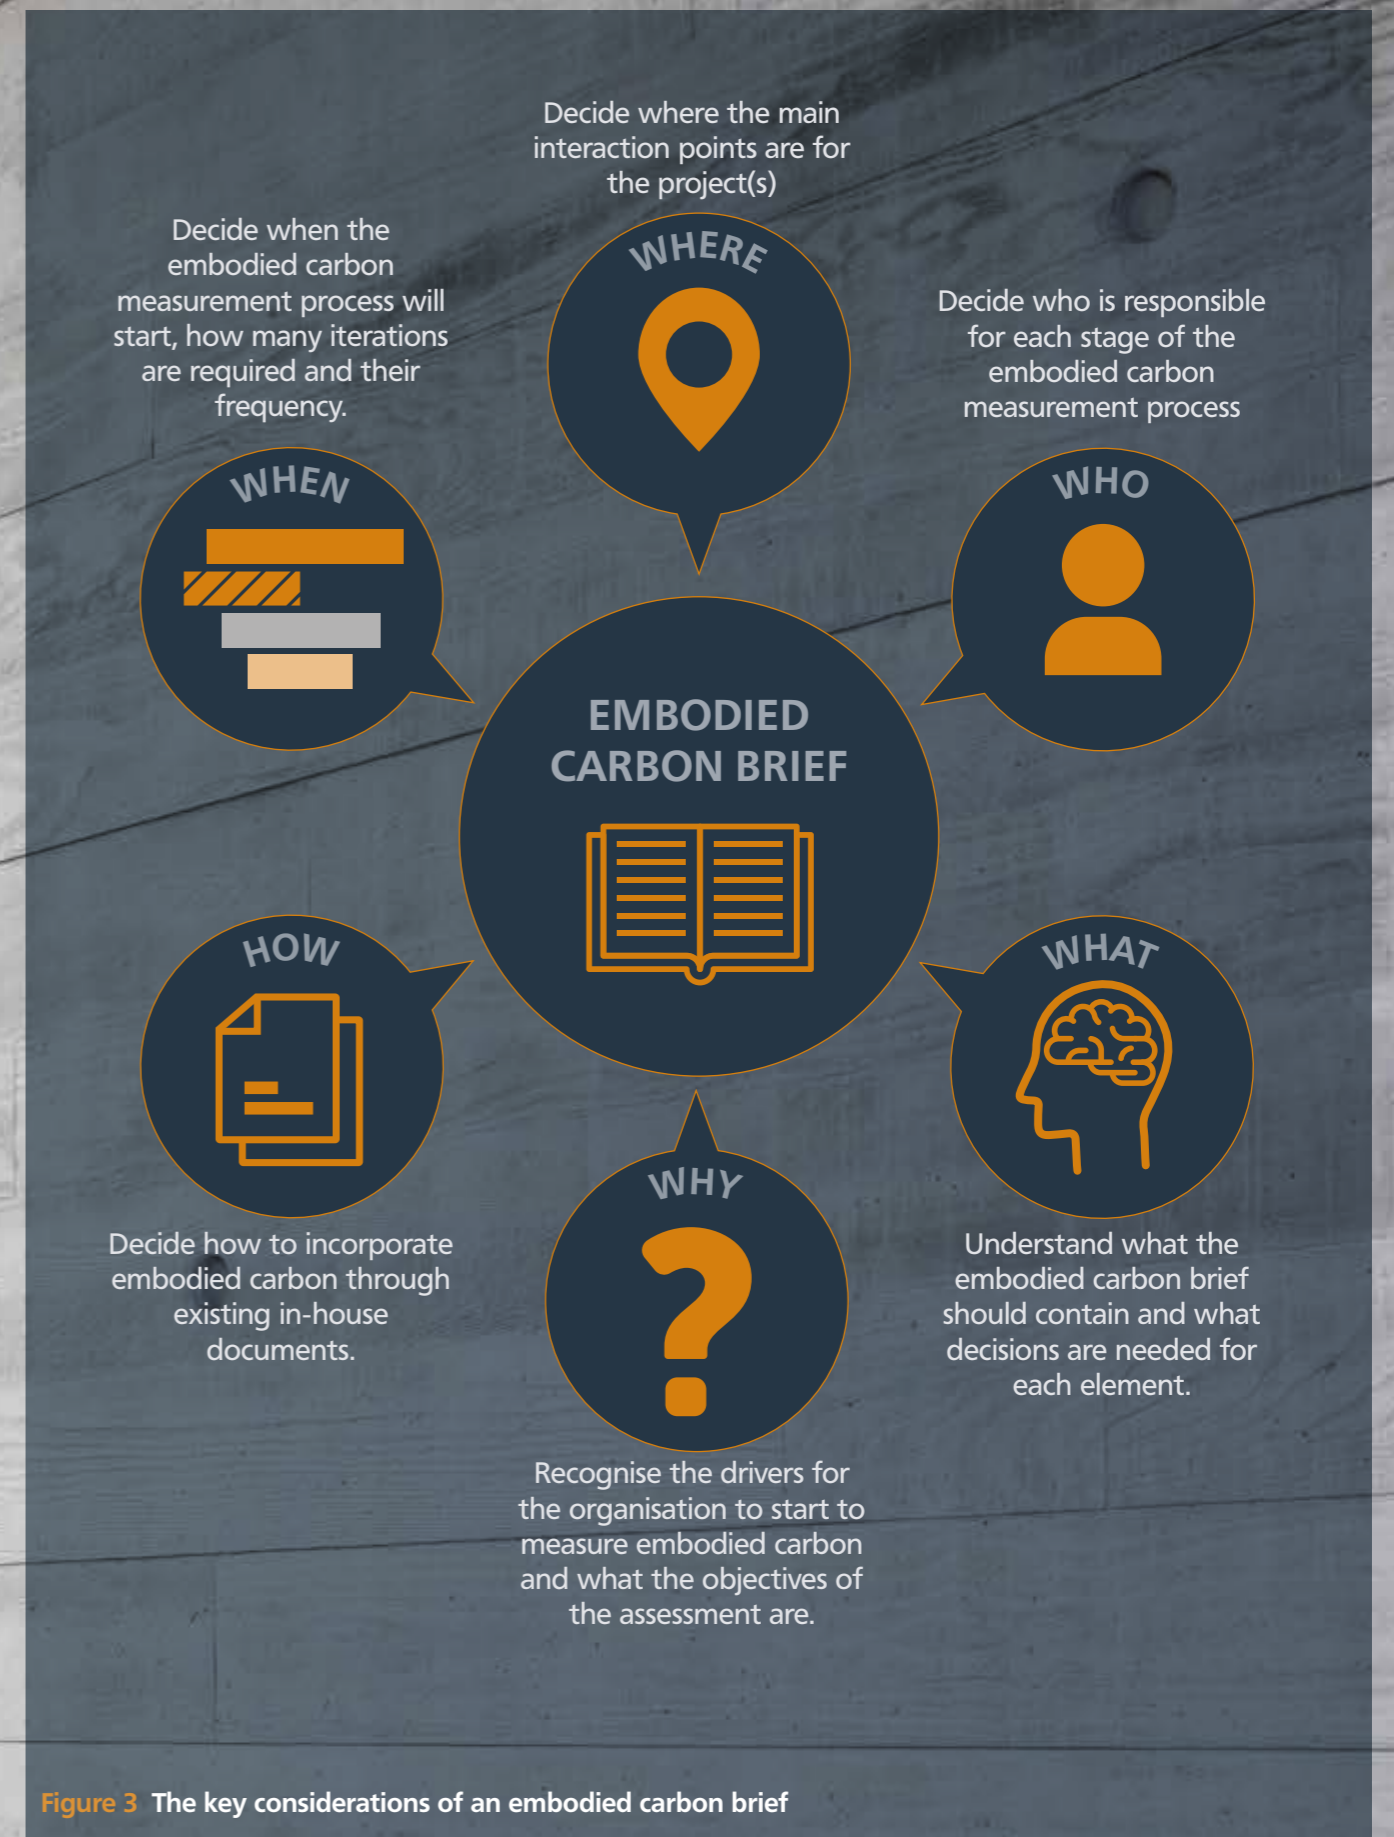 Decide where the main
interaction points are for
the project(s)
WHERE
Decide when the
embodied carbon
measurement process will
start, how many iterations
are required and their
frequency.
WHEN
Decide who is responsible
for each stage of the
embodied carbon
measurement process
WHO
EMBODIED
CARBON BRIEF
HOW
Decide how to incorporate
embodied carbon through
existing in-house
documents.
WHAT
Understand what the
embodied carbon brief
should contain and what
decisions are needed for
each element.
WHY
Recognise the drivers for
the organisation to start to
measure embodied carbon
and what the objectives of
the assessment are.
Figure 3 The key considerations of an embodied carbon brief